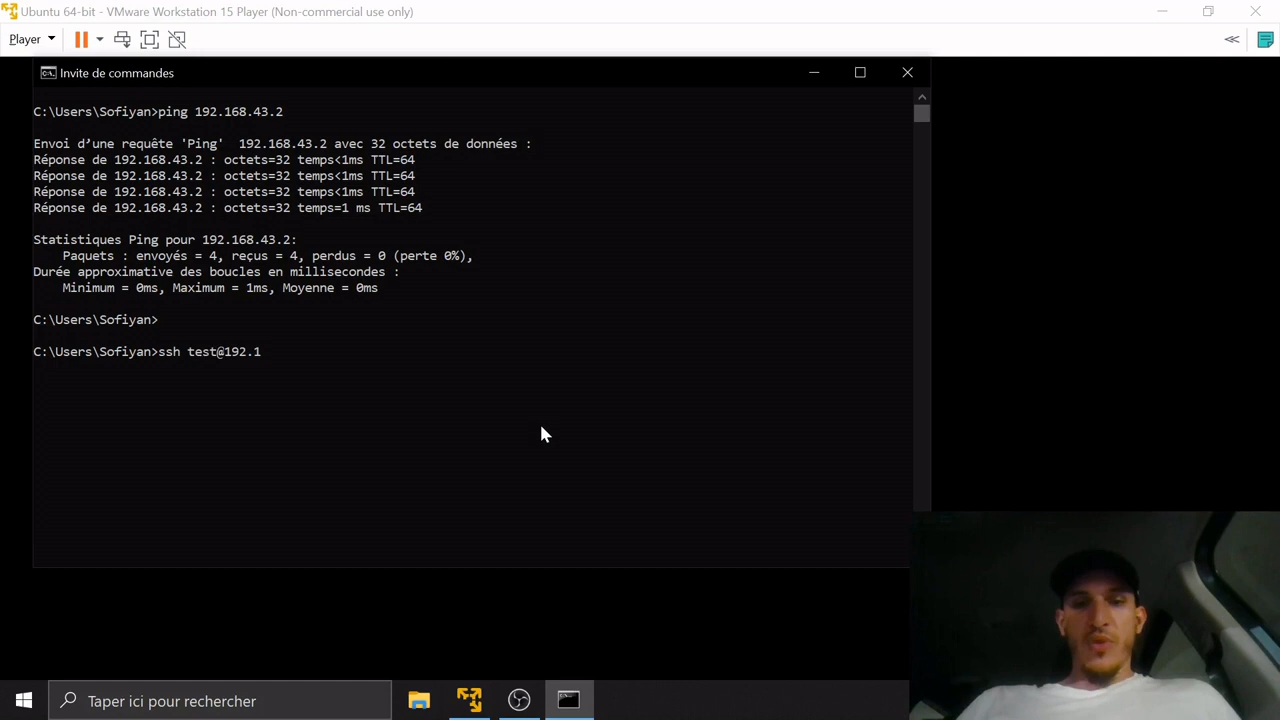 Ubuntu 64-bit - VMware Workstation 15 Player (Non-commercial use only)
Player
Invite de commandes
C:\Users\Sofiyan>ping 192.168.43.2
Envoi d’une requête 'Ping'  192.168.43.2 avec 32 octets de données :
Réponse de 192.168.43.2 : octets=32 temps<1ms TTL=64
Réponse de 192.168.43.2 : octets=32 temps<1ms TTL=64
Réponse de 192.168.43.2 : octets=32 temps<1ms TTL=64
Réponse de 192.168.43.2 : octets=32 temps=1 ms TTL=64
Statistiques Ping pour 192.168.43.2:
Paquets : envoyés = 4, reçus = 4, perdus = 0 (perte 0%),
Durée approximative des boucles en millisecondes :
Minimum = 0ms, Maximum = 1ms, Moyenne = 0ms
C:\Users\Sofiyan>
C:\Users\Sofiyan>ssh test@192.1
Taper ici pour rechercher